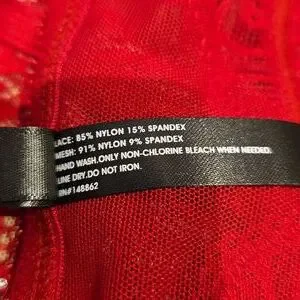 LACE: 85% NYLON 15% SPANDEX
MESH: 91% NYLON 9% SPANDEX
HAND WASH.ONLY NON-CHLORINE BLEACH WHEN NEEDED.
LINE DRY.DO NOT IRON.
RN#148862